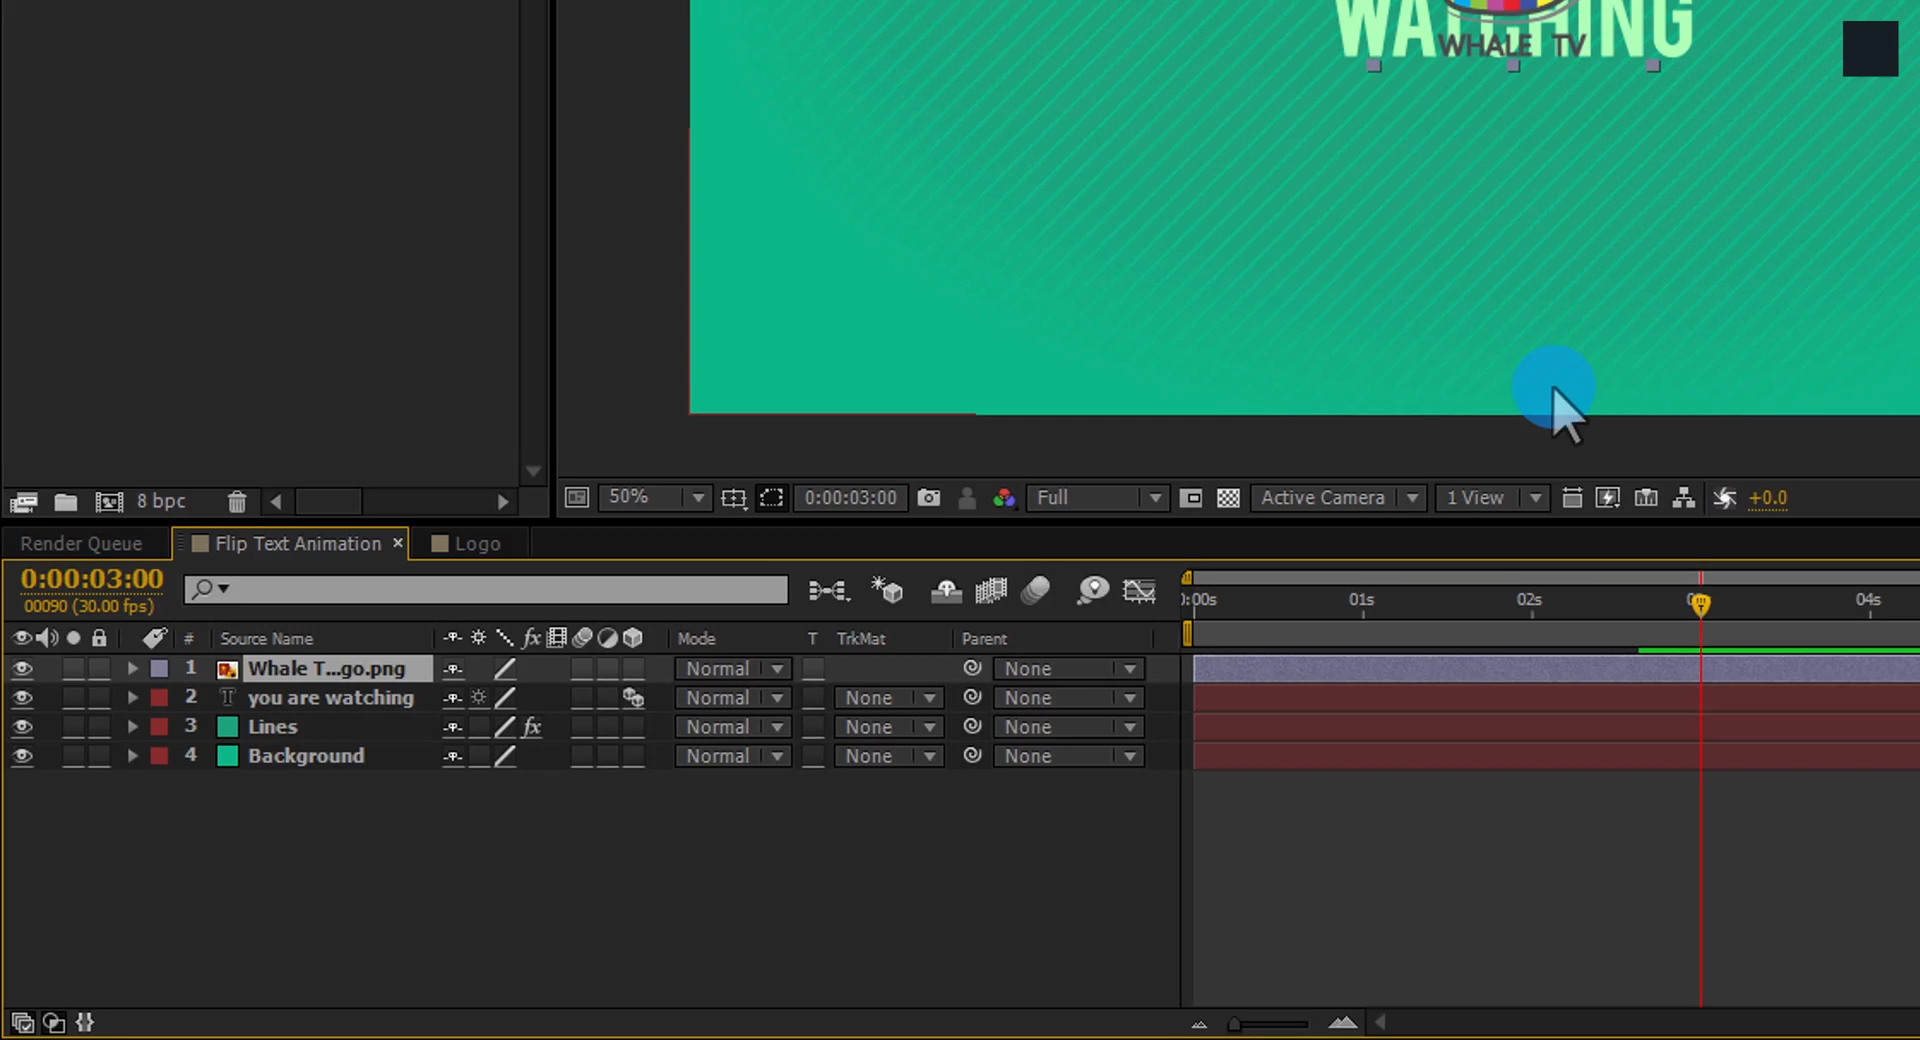 WATCHING
WHALE TV
8 bpc
50%
0:00:03:00
Full
Active Camera
1 View
+0.0
Render Queue
Flip Text Animation ×
Logo
0:00:03:00
00090 (30.00 fps)
:00s
01s
02s
04s
#
Source Name
fx
Mode
T
TrkMat
Parent
1 Whale T...go.png Normal None
2 T you are watching Normal None None
3 Lines fx Normal None None
4 Background Normal None None